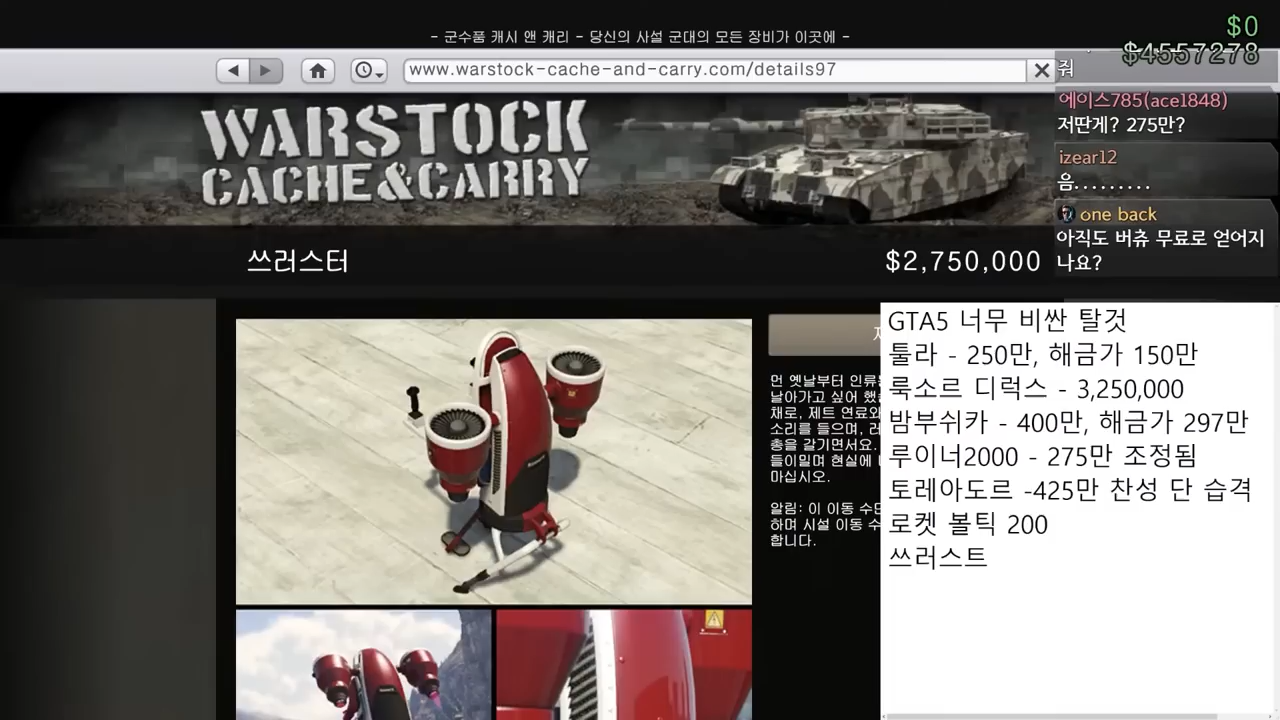 - 군수품 캐시 앤 캐리 - 당신의 사설 군대의 모든 장비가 이곳에 -
$0
$4557278
www.warstock-cache-and-carry.com/details97
줘
WARSTOCK
CACHE&CARRY
에이스785(ace1848)
저딴게? 275만?
izear12
음.........
one back
아직도 버츄 무료로 얻어지
나요?
쓰러스터
$2,750,000
GTA5 너무 비싼 탈것
툴라 - 250만, 해금가 150만
룩소르 디럭스 - 3,250,000
밤부쉬카 - 400만, 해금가 297만
루이너2000 - 275만 조정됨
토레아도르 -425만 찬성 단 습격
로켓 볼틱 200
쓰러스트
먼 옛날부터 인류
날아가고 싶어 했
채로, 제트 연료와
소리를 들으며, 
총을 갈기면서요.
들이밀며 현실에
마십시오.
알림: 이 이동 수단
하며 시설 이동 수
합니다.